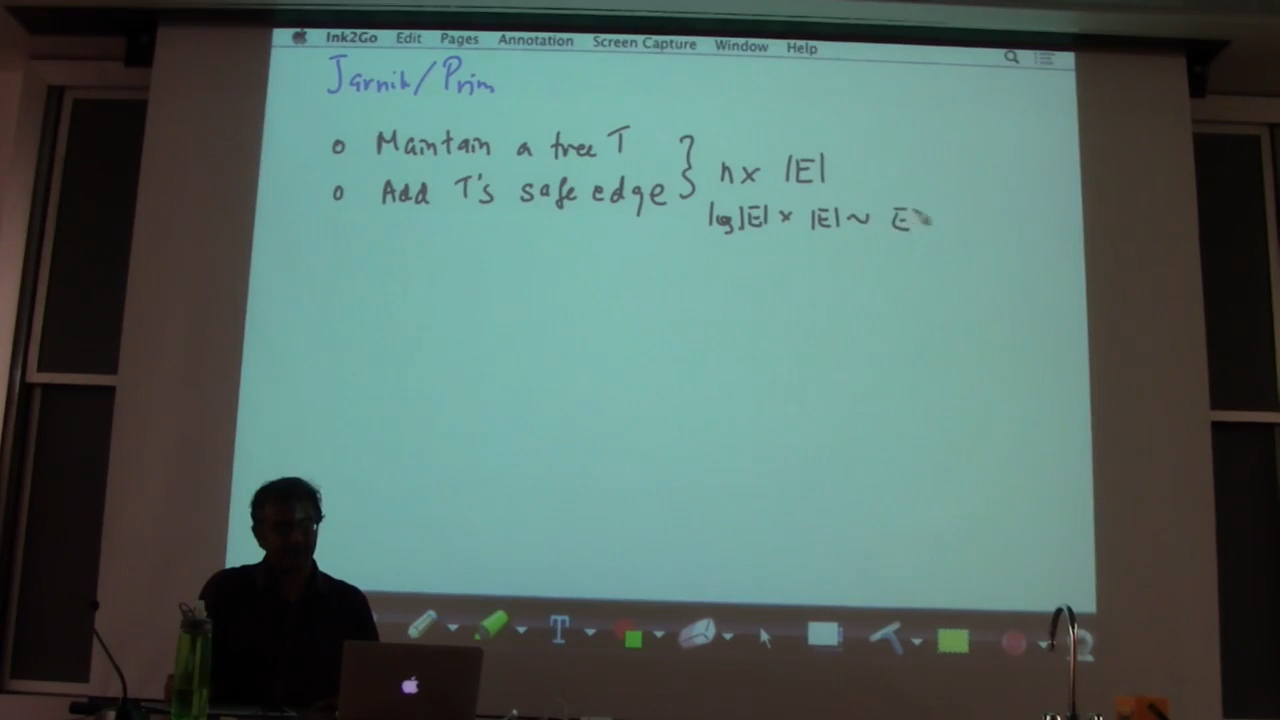 Ink2Go Edit Pages Annotation Screen Capture Window Help
Jarnik/Prim
o Maintain a tree T
o Add T's safe edge } n x |E|
log|E| x |E| ~ E
T